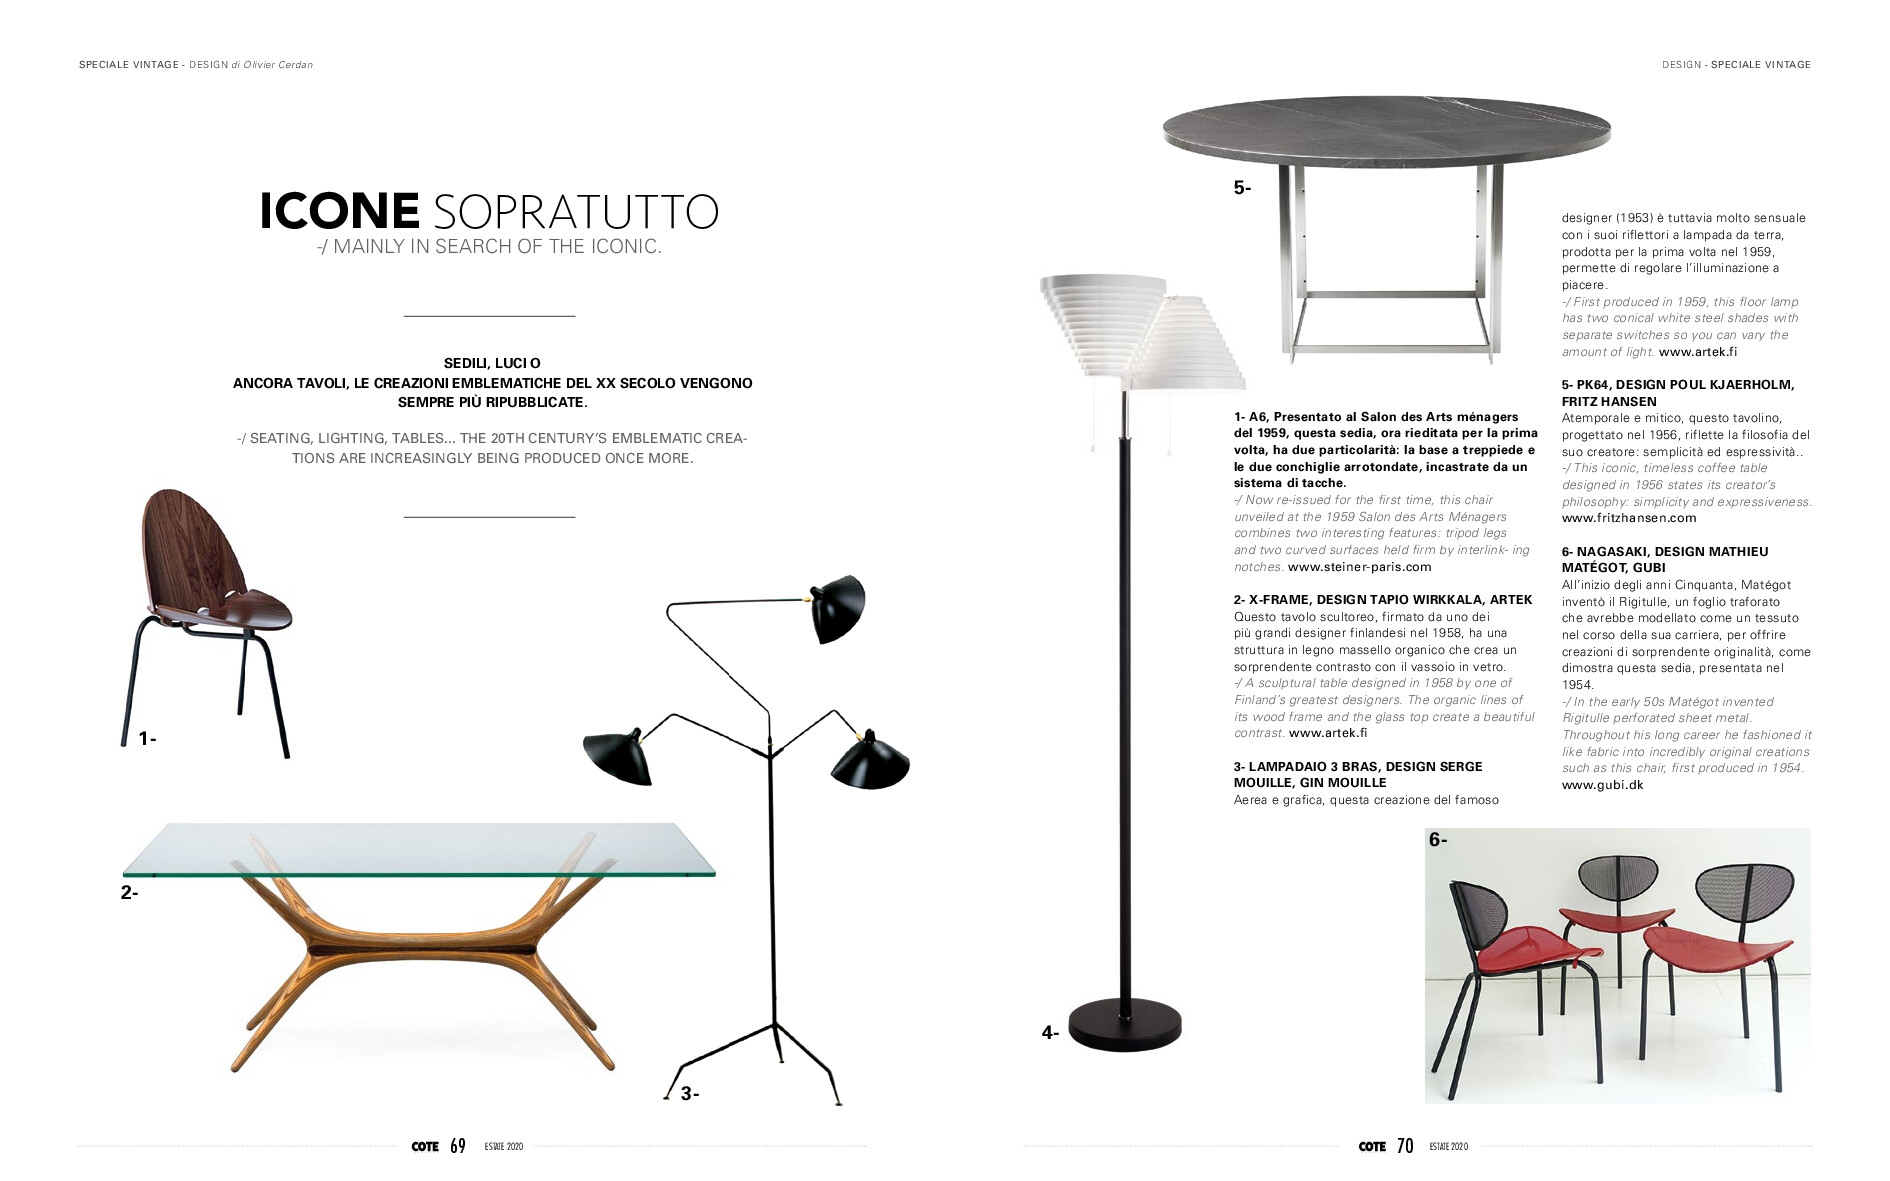 SPECIALE VINTAGE - DESIGN di Olivier Cerdan
ICONE SOPRATUTTO
-/ MAINLY IN SEARCH OF THE ICONIC.
SEDILI, LUCI O
ANCORA TAVOLI, LE CREAZIONI EMBLEMATICHE DEL XX SECOLO VENGONO
SEMPRE PIÙ RIPUBBLICATE.
-/ SEATING, LIGHTING, TABLES... THE 20TH CENTURY'S EMBLEMATIC CREA-
TIONS ARE INCREASINGLY BEING PRODUCED ONCE MORE.
1-
2-
3-
COTE 69 ESTATE 2020
DESIGN - SPECIALE VINTAGE
5-
4-
1- A6, Presentato al Salon des Arts ménagers
del 1959, questa sedia, ora rieditata per la prima
volta, ha due particolarità: la base a treppiede e
le due conchiglie arrotondate, incastrate da un
sistema di tacche.
-/ Now re-issued for the first time, this chair
unveiled at the 1959 Salon des Arts Ménagers
combines two interesting features: tripod legs
and two curved surfaces held firm by interlink- ing
notches. www.steiner-paris.com
2- X-FRAME, DESIGN TAPIO WIRKKALA, ARTEK
Questo tavolo scultoreo, firmato da uno dei
più grandi designer finlandesi nel 1958, ha una
struttura in legno massello organico che crea un
sorprendente contrasto con il vassoio in vetro.
-/ A sculptural table designed in 1958 by one of
Finland's greatest designers. The organic lines of
its wood frame and the glass top create a beautiful
contrast. www.artek.fi
3- LAMPADAIO 3 BRAS, DESIGN SERGE
MOUILLE, GIN MOUILLE
Aerea e grafica, questa creazione del famoso
designer (1953) è tuttavia molto sensuale
con i suoi riflettori a lampada da terra,
prodotta per la prima volta nel 1959,
permette di regolare l'illuminazione a
piacere.
-/ First produced in 1959, this floor lamp
has two conical white steel shades with
separate switches so you can vary the
amount of light. www.artek.fi
5- PK64, DESIGN POUL KJAERHOLM,
FRITZ HANSEN
Atemporale e mitico, questo tavolino,
progettato nel 1956, riflette la filosofia del
suo creatore: semplicità ed espressività..
-/ This iconic, timeless coffee table
designed in 1956 states its creator's
philosophy: simplicity and expressiveness.
www.fritzhansen.com
6- NAGASAKI, DESIGN MATHIEU
MATÉGOT, GUBI
All'inizio degli anni Cinquanta, Matégot
inventò il Rigitulle, un foglio traforato
che avrebbe modellato come un tessuto
nel corso della sua carriera, per offrire
creazioni di sorprendente originalità, come
dimostra questa sedia, presentata nel
1954.
-/ In the early 50s Matégot invented
Rigitulle perforated sheet metal.
Throughout his long career he fashioned it
like fabric into incredibly original creations
such as this chair, first produced in 1954.
www.gubi.dk
6-
COTE 70 ESTATE 2020